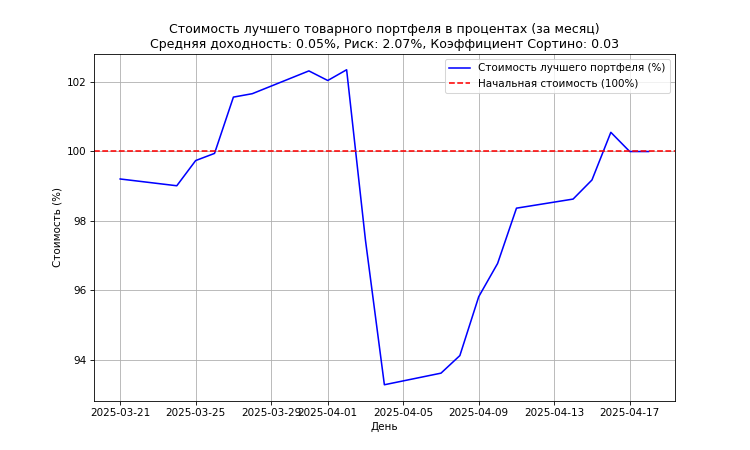 Стоимость лучшего товарного портфеля в процентах (за месяц)
Средняя доходность: 0.05%, Риск: 2.07%, Коэффициент Сортино: 0.03
Стоимость лучшего портфеля (%)
Начальная стоимость (100%)
Стоимость (%)
102
100
98
96
94
2025-03-21 2025-03-25 2025-03-29 2025-04-01 2025-04-05 2025-04-09 2025-04-13 2025-04-17
День